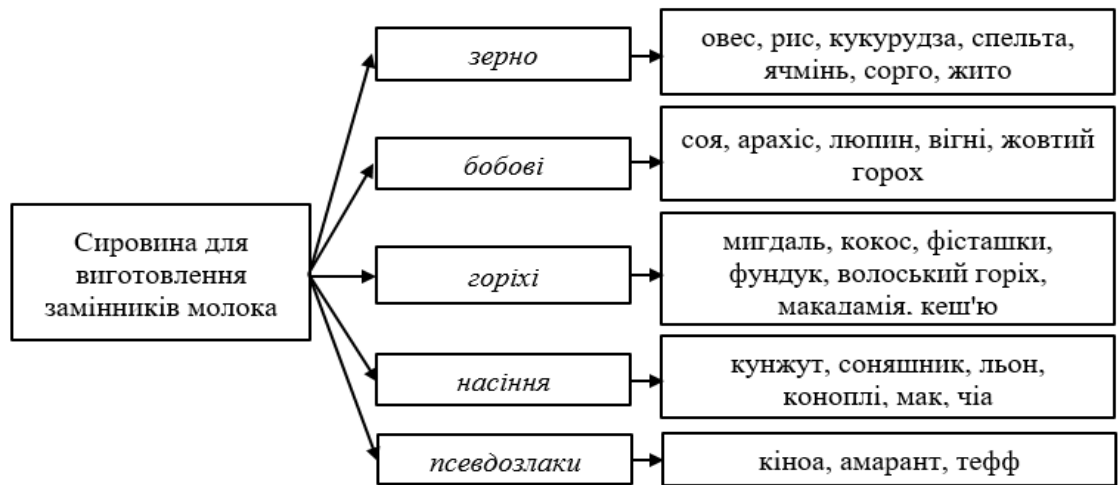 Сировина для
виготовлення
замінників молока
зерно
овес, рис, кукурудза, спельта,
ячмінь, сорго, жито
бобові
соя, арахіс, люпин, вігні, жовтий
горох
горіхі
мигдаль, кокос, фісташки,
фундук, волоський горіх,
макадамія, кеш'ю
насіння
кунжут, соняшник, льон,
коноплі, мак, чіа
псевдозлаки
кіноа, амарант, тефф